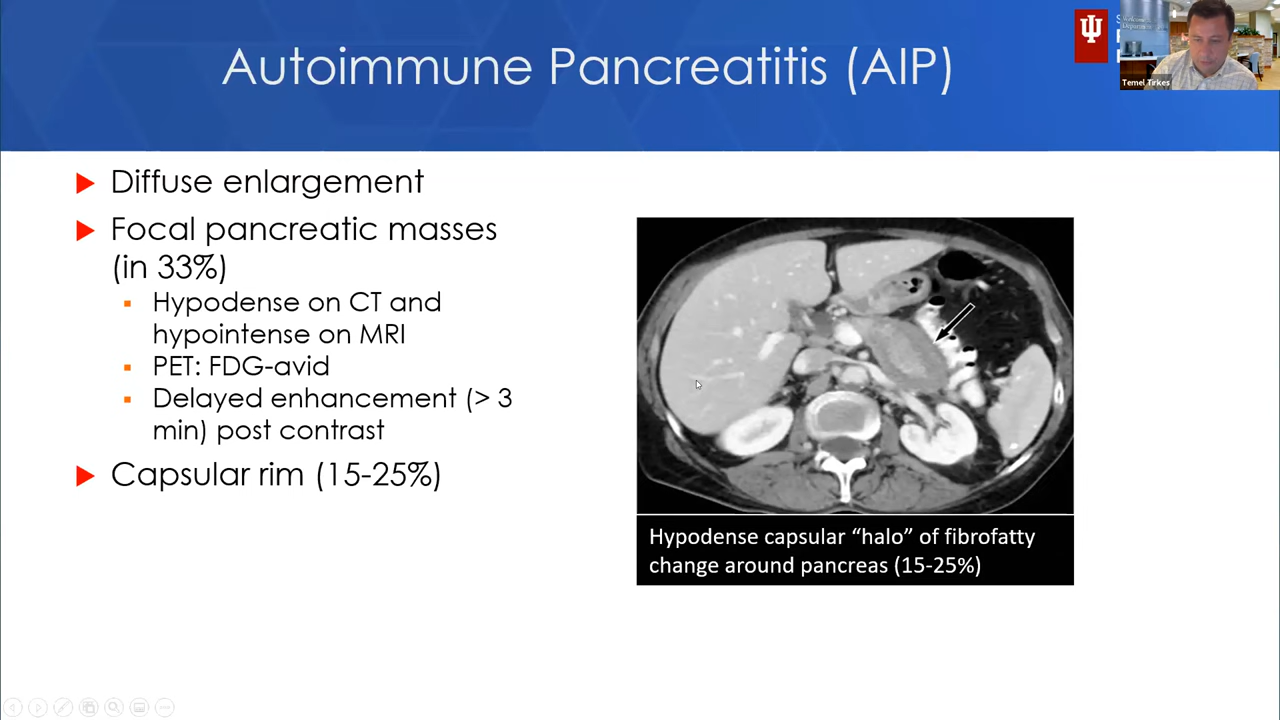 Autoimmune Pancreatitis (AIP)
Temel Tirkes
Diffuse enlargement
Focal pancreatic masses
(in 33%)
Hypodense on CT and
hypointense on MRI
PET: FDG-avid
Delayed enhancement (> 3
min) post contrast
Capsular rim (15-25%)
Hypodense capsular “halo” of fibrofatty
change around pancreas (15-25%)